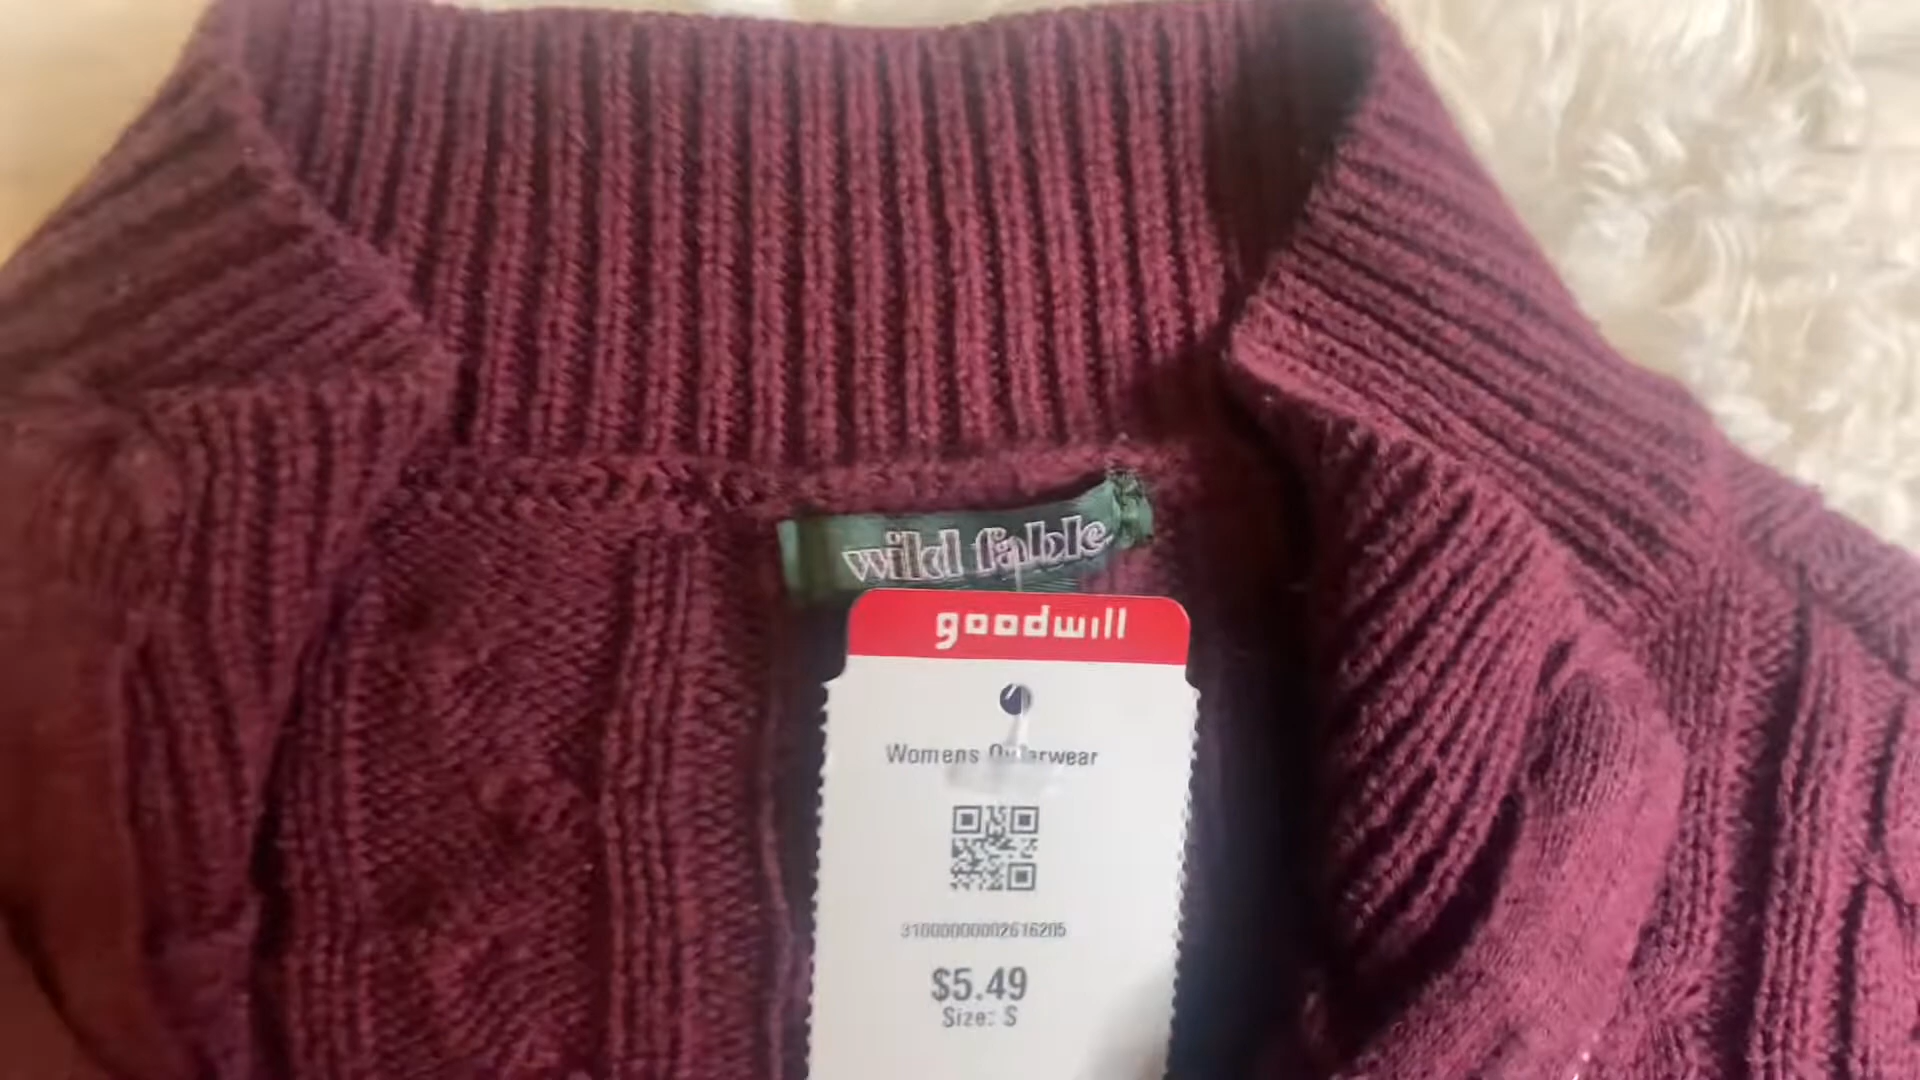 wild fable
goodwill
Womens Outerwear
31000000002616205
$5.49
Size: S